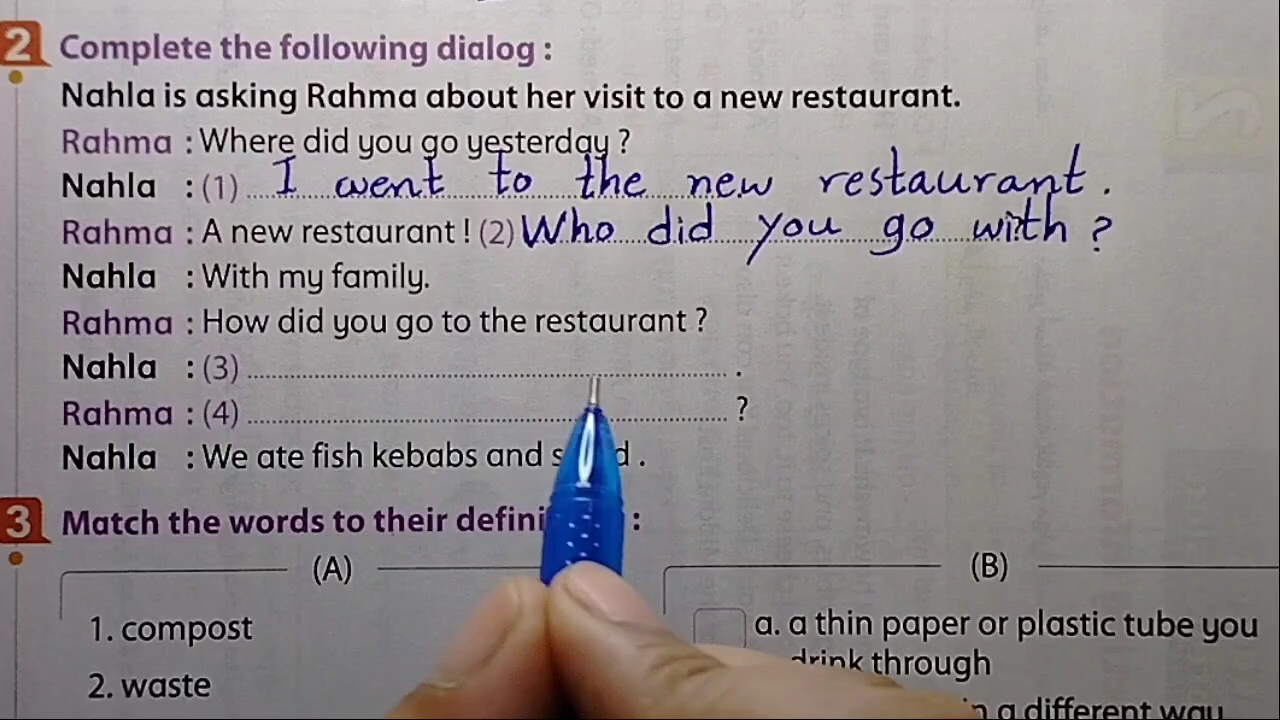 2 Complete the following dialog :
Nahla is asking Rahma about her visit to a new restaurant.
Rahma : Where did you go yesterday ?
Nahla : (1) I went to the new restaurant .
Rahma : A new restaurant ! (2) Who did you go with ?
Nahla : With my family.
Rahma : How did you go to the restaurant ?
Nahla : (3) .
Rahma : (4) ?
Nahla : We ate fish kebabs and .
3 Match the words to their :
(A) (B)
1. compost a. a thin paper or plastic tube you
drink through
2. waste
in a different way